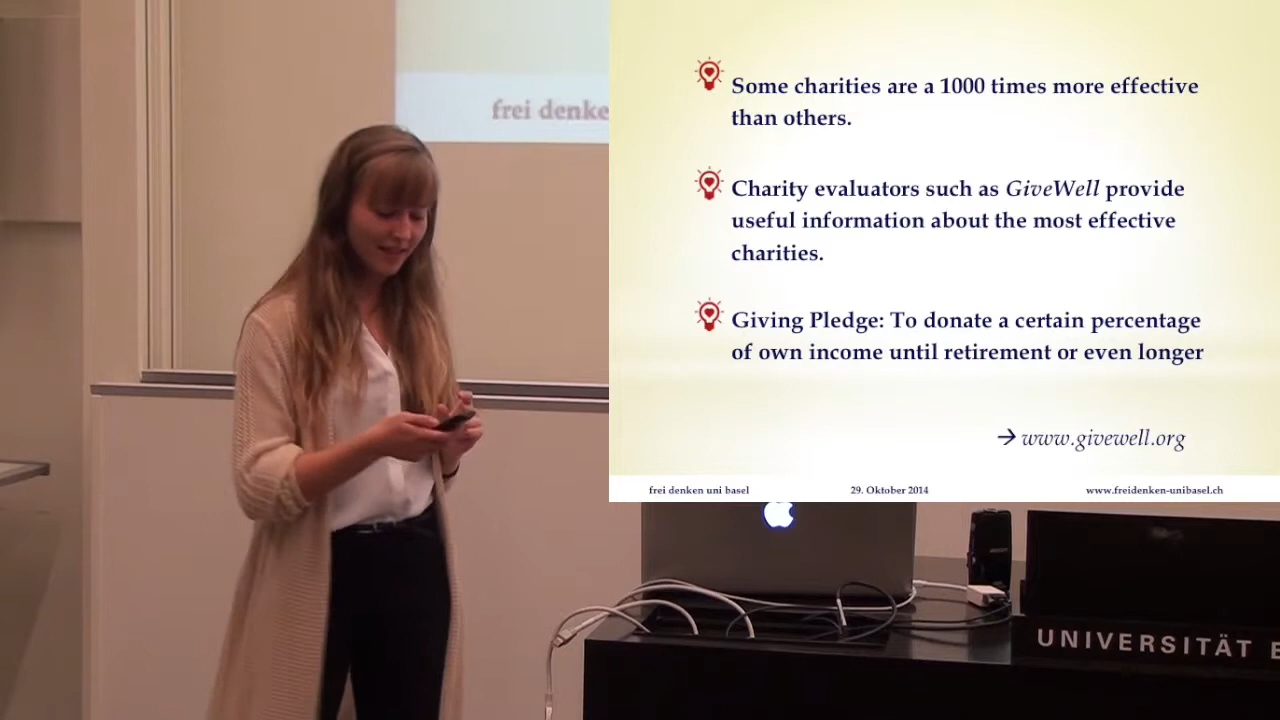 frei denke
Some charities are a 1000 times more effective
than others.
Charity evaluators such as GiveWell provide
useful information about the most effective
charities.
Giving Pledge: To donate a certain percentage
of own income until retirement or even longer
→ www.givewell.org
frei denken uni basel 29. Oktober 2014 www.freidenken-unibasel.ch
UNIVERSITÄT